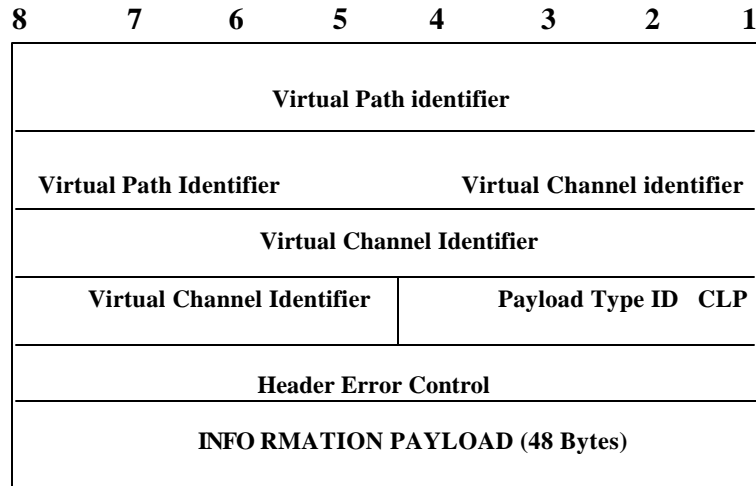 8 7 6 5 4 3 2 1
Virtual Path identifier
Virtual Path Identifier Virtual Channel identifier
Virtual Channel Identifier
Virtual Channel Identifier Payload Type ID CLP
Header Error Control
INFO RMATION PAYLOAD (48 Bytes)